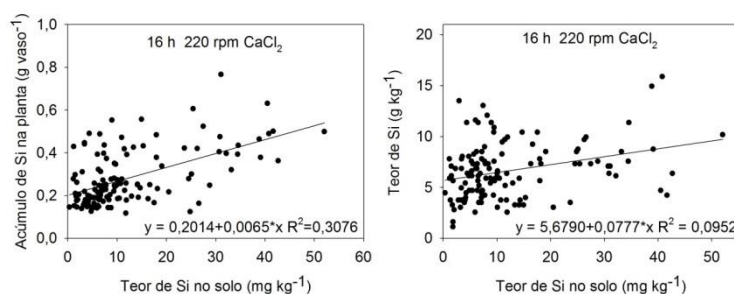 16 h 220 rpm CaCl₂
Acúmulo de Si na planta (g vaso⁻¹)
1,0
0,8
0,6
0,4
0,2
0,0
y = 0,2014+0,0065*x R²=0,3076
0 10 20 30 40 50 60
Teor de Si no solo (mg kg⁻¹)
16 h 220 rpm CaCl₂
Teor de Si (g kg⁻¹)
20
15
10
5
0
y = 5,6790+0,0777*x R² = 0,0952
0 10 20 30 40 50
Teor de Si no solo (mg kg⁻¹)